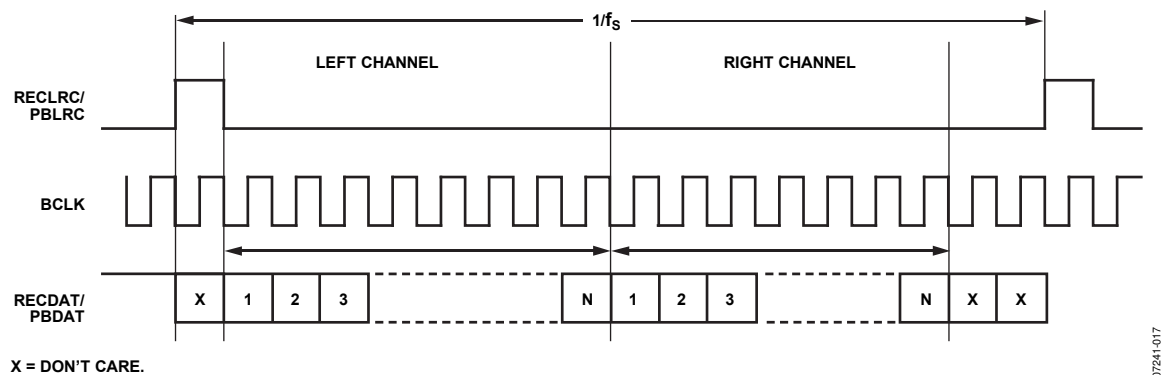 1/fS
LEFT CHANNEL
RIGHT CHANNEL
RECLRC/
PBLRC
BCLK
RECDAT/
PBDAT
X 1 2 3 N 1 2 3 N X X
X = DON'T CARE.
07241-017